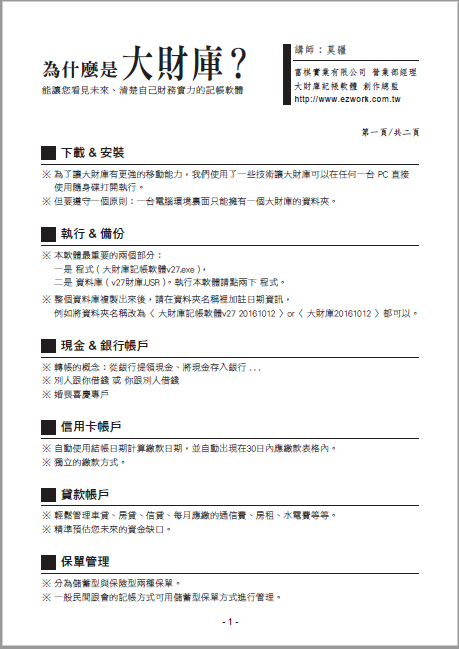 為什麼是大財庫？
能讓您看見未來、清楚自己財務實力的記帳軟體
講師：莫疆
富棋實業有限公司 營業部經理
大財庫記帳軟體 創作總監
http://www.ezwork.com.tw
第一頁/共二頁
下載 & 安裝
※ 為了讓大財庫有更強的移動能力，我們使用了一些技術讓大財庫可以在任何一台 PC 直接
使用隨身碟打開執行。
※ 但要遵守一個原則：一台電腦環境裏面只能擁有一個大財庫的資料夾。
執行 & 備份
※ 本軟體最重要的兩個部分：
一是 程式（大財庫記帳軟體v27.exe），
二是 資料庫（v27財庫.USR）。執行本軟體請點兩下 程式。
※ 整個資料庫複製出來後，請在資料夾名稱裡加註日期資訊，
例如將資料夾名稱改為〈 大財庫記帳軟體v27 20161012 〉or〈 大財庫20161012 〉都可以。
現金 & 銀行帳戶
※ 轉帳的概念：從銀行提領現金、將現金存入銀行 ...
※ 別人跟你借錢 或 你跟別人借錢
※ 婚喪喜慶專戶
信用卡帳戶
※ 自動使用結帳日期計算繳款日期，並自動出現在30日內應繳款表格內。
※ 獨立的繳款方式。
貸款帳戶
※ 輕鬆管理車貸、房貸、信貸、每月應繳的通信費、房租、水電費等等。
※ 精準預估您未來的資金缺口。
保單管理
※ 分為儲蓄型與保險型兩種保單。
※ 一般民間跟會的記帳方式可用儲蓄型保單方式進行管理。
- 1 -